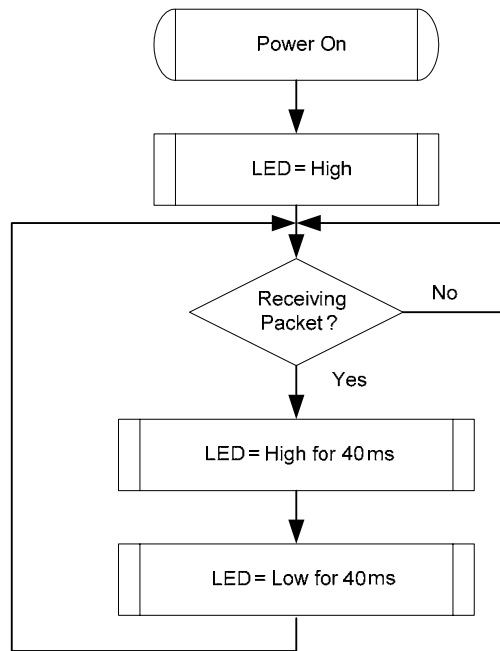 Power On
LED = High
Receiving
Packet ?
No
Yes
LED = High for 40 ms
LED = Low for 40 ms